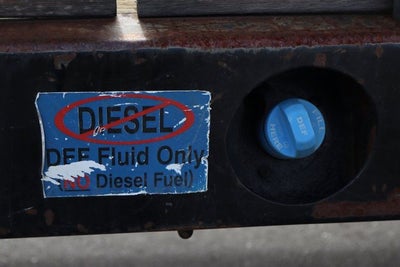 DIESEL
DEF Fluid Only
(NO Diesel Fuel)
DEF